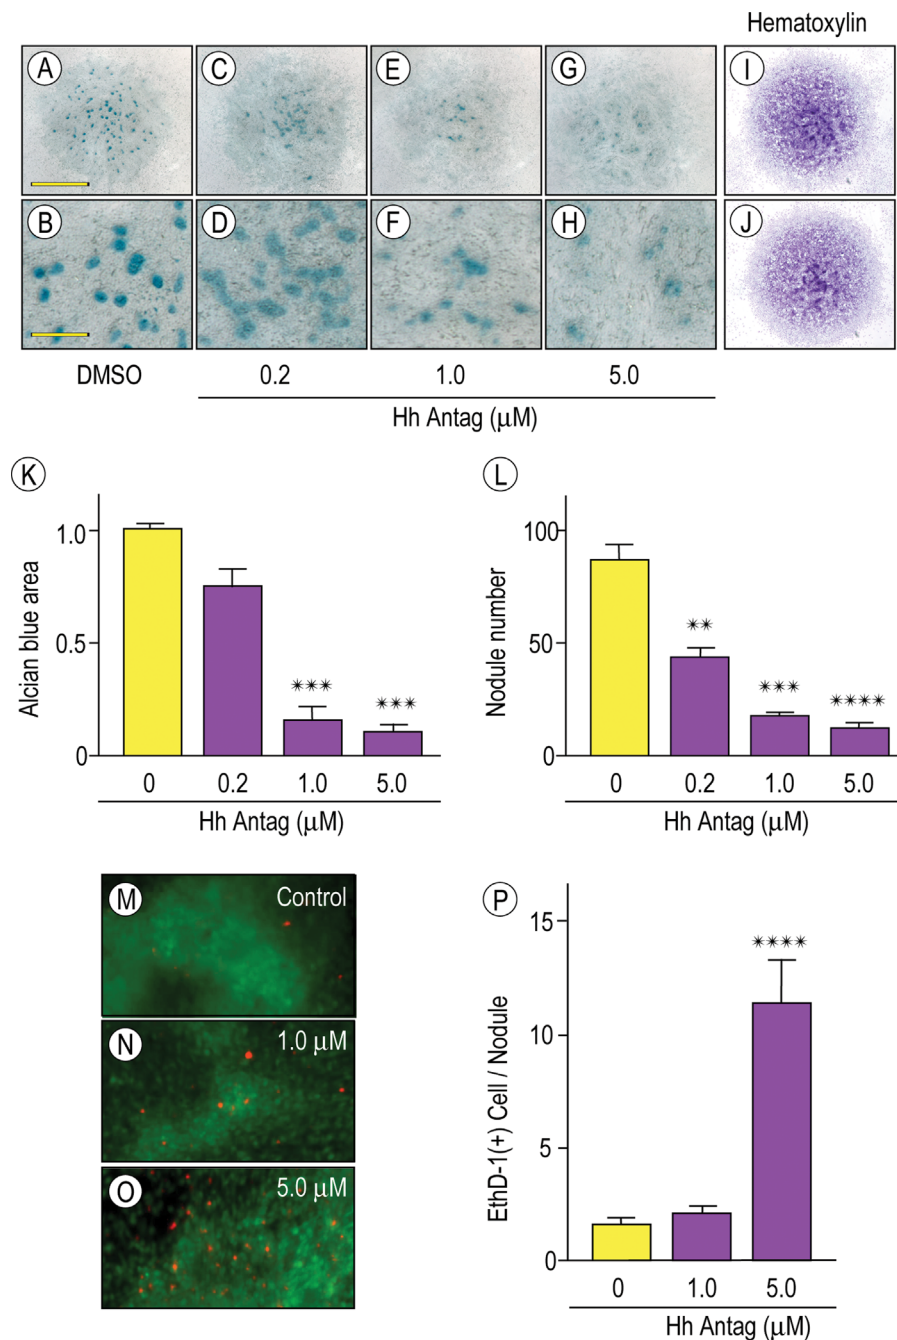 Hematoxylin
A
C
E
G
I
B
D
F
H
J
DMSO
0.2
1.0
5.0
Hh Antag (μM)
K
1.0
0.5
0
Alcian blue area
***
***
0
0.2
1.0
5.0
Hh Antag (μM)
L
100
50
0
Nodule number
**
***
****
0
0.2
1.0
5.0
Hh Antag (μM)
M
Control
N
1.0 μM
O
5.0 μM
P
15
10
5
0
EthD-1(+) Cell / Nodule
****
0
1.0
5.0
Hh Antag (μM)